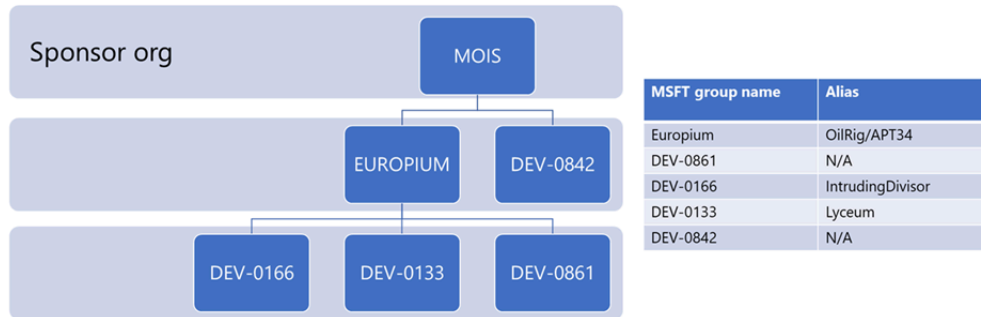 Sponsor org
MOIS
EUROPIUM
DEV-0842
DEV-0166
DEV-0133
DEV-0861
MSFT group name Alias
Europium OilRig/APT34
DEV-0861 N/A
DEV-0166 IntrudingDivisor
DEV-0133 Lyceum
DEV-0842 N/A